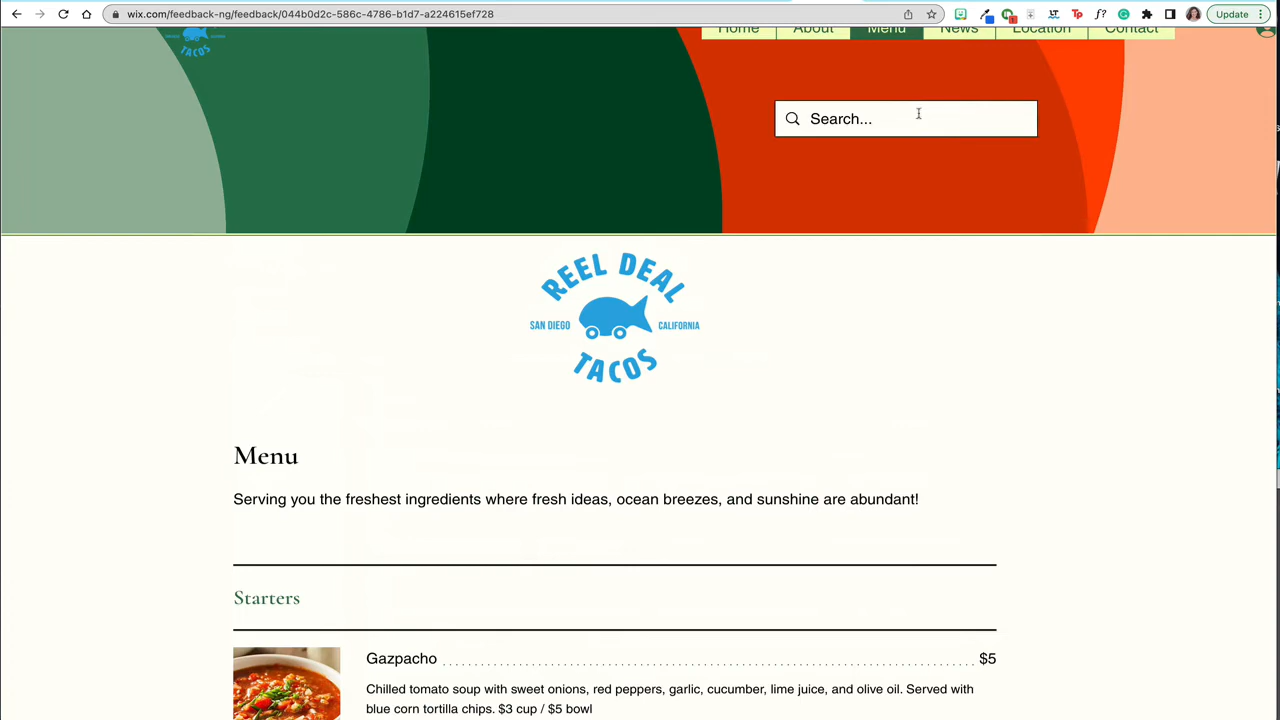 wix.com/feedback-ng/feedback/044b0d2c-586c-4786-b1d7-a224615ef728
Update
TACOS
Home About Menu News Location Contact
Search...
REEL DEAL
SAN DIEGO CALIFORNIA
TACOS
Menu
Serving you the freshest ingredients where fresh ideas, ocean breezes, and sunshine are abundant!
Starters
Gazpacho $5
Chilled tomato soup with sweet onions, red peppers, garlic, cucumber, lime juice, and olive oil. Served with
blue corn tortilla chips. $3 cup / $5 bowl